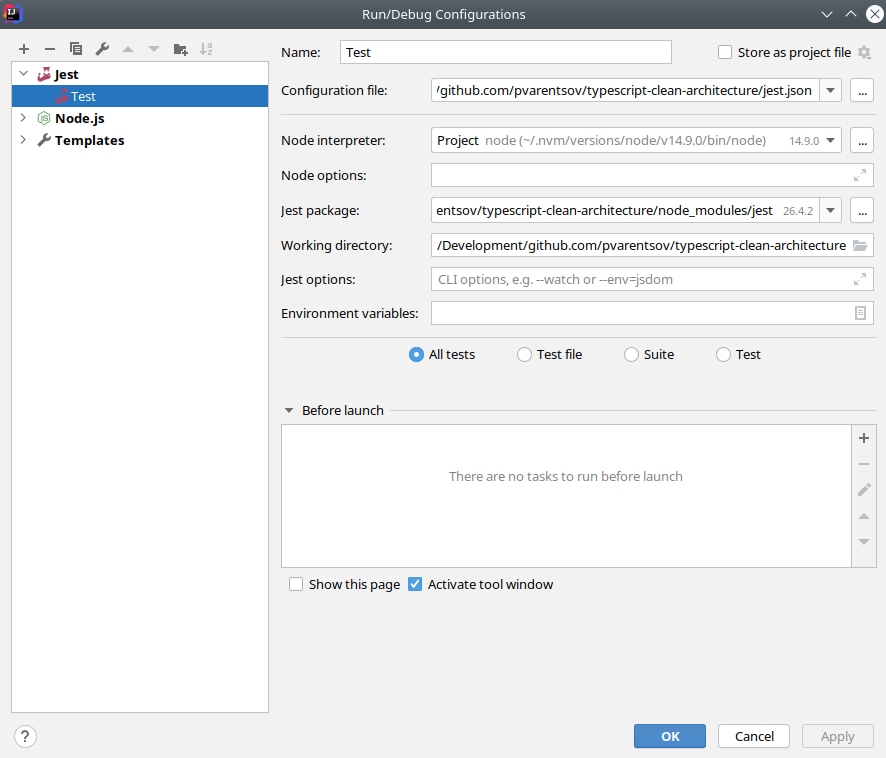 Run/Debug Configurations
Name: Test Store as project file
Jest
Test
Node.js
Templates
Configuration file: /github.com/pvarentsov/typescript-clean-architecture/jest.json ...
Node interpreter: Project node (~/.nvm/versions/node/v14.9.0/bin/node) 14.9.0 ...
Node options:
Jest package: entsov/typescript-clean-architecture/node_modules/jest 26.4.2 ...
Working directory: /Development/github.com/pvarentsov/typescript-clean-architecture
Jest options: CLI options, e.g. --watch or --env=jsdom
Environment variables:
All tests Test file Suite Test
Before launch
There are no tasks to run before launch
Show this page Activate tool window
? OK Cancel Apply